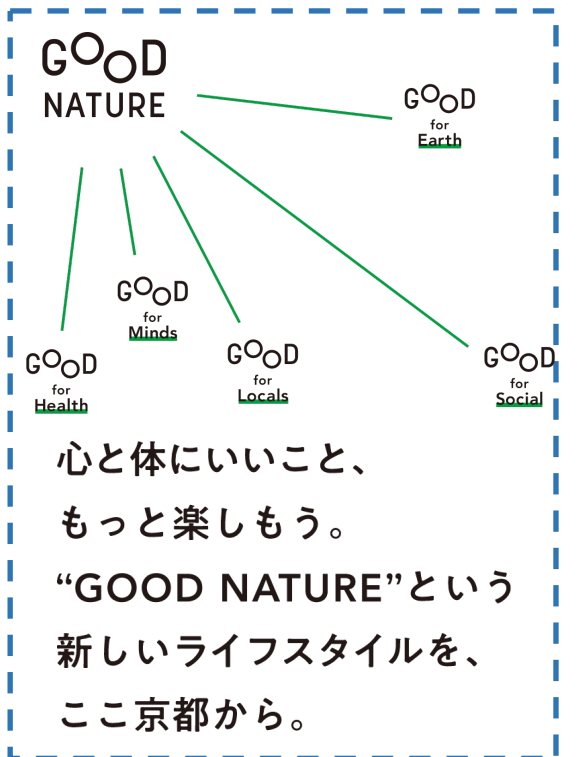 GOOD
NATURE
GOOD
for
Earth
GOOD
for
Minds
GOOD
for
Locals
GOOD
for
Health
GOOD
for
Social
心と体にいいこと、
もっと楽しもう。
“GOOD NATURE”という
新しいライフスタイルを、
ここ京都から。